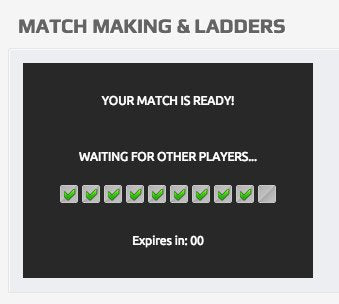 MATCH MAKING & LADDERS
YOUR MATCH IS READY!
WAITING FOR OTHER PLAYERS...
Expires in: 00